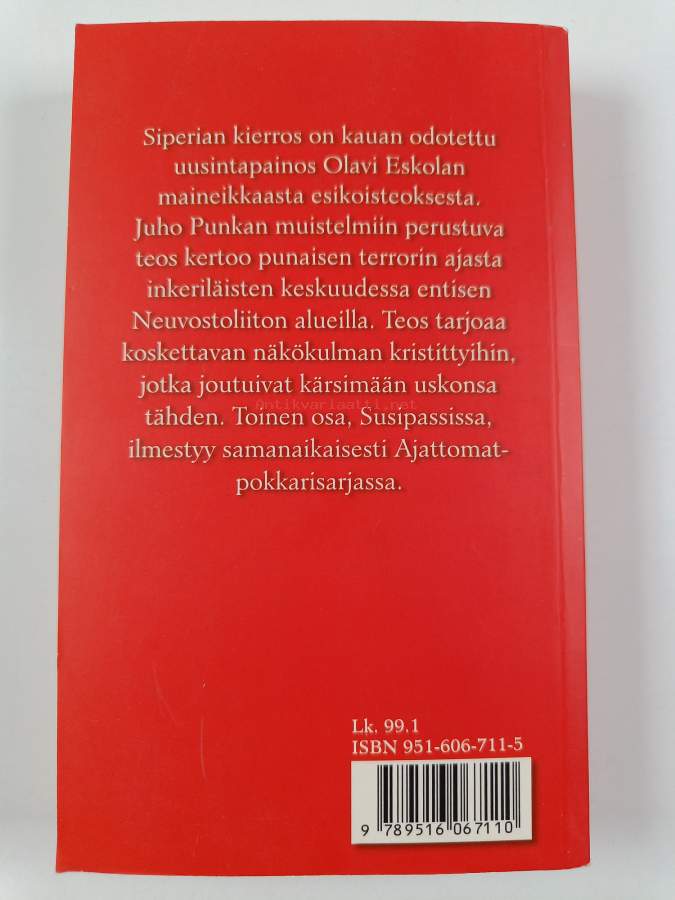 Siperian kierros on kauan odotettu
uusintapainos Olavi Eskolan
maineikkaasta esikoisteoksesta.
Juho Punkan muistelmiin perustuva
teos kertoo punaisen terrorin ajasta
inkeriläisten keskuudessa entisen
Neuvostoliiton alueilla. Teos tarjoaa
koskettavan näkökulman kristittyihin,
jotka joutuivat kärsimään uskonsa
Antikvariaatti.net
tähden. Toinen osa, Susipassissa,
ilmestyy samanaikaisesti Ajattomat-
pokkarisarjassa.
Lk. 99.1
ISBN 951-606-711-5
9 789516 067110